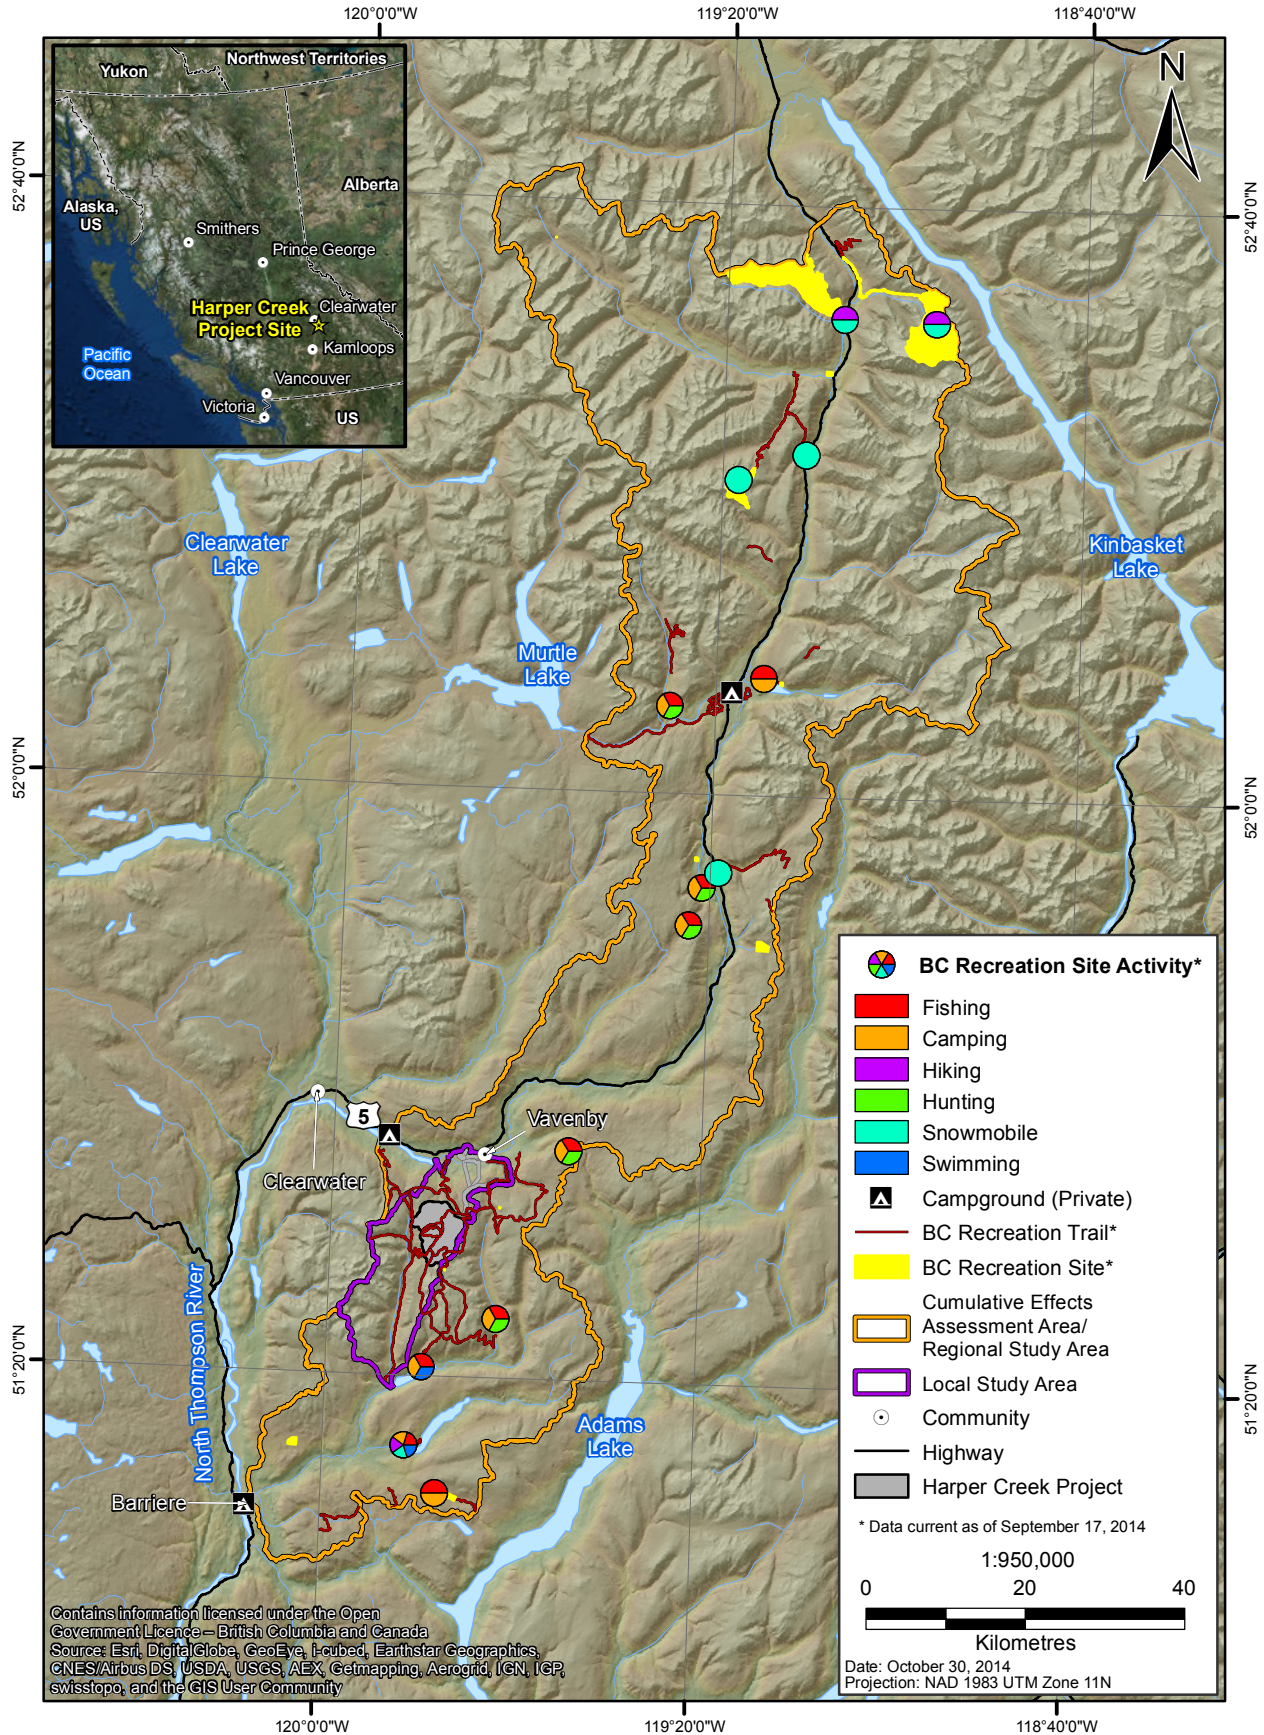 120°0'0"W
119°20'0"W
118°40'0"W
Yukon
Northwest Territories
Alberta
Alaska,
US
Smithers
Prince George
Harper Creek
Project Site
Clearwater
Kamloops
Pacific
Ocean
Vancouver
Victoria
US
N
52°40'0"N
52°40'0"N
Clearwater
Lake
Kinbasket
Lake
Murtle
Lake
52°0'0"N
52°0'0"N
5
Vavenby
Clearwater
North Thompson River
51°20'0"N
51°20'0"N
Adams
Lake
Barriere
BC Recreation Site Activity*
Fishing
Camping
Hiking
Hunting
Snowmobile
Swimming
Campground (Private)
BC Recreation Trail*
BC Recreation Site*
Cumulative Effects
Assessment Area/
Regional Study Area
Local Study Area
Community
Highway
Harper Creek Project
* Data current as of September 17, 2014
1:950,000
0 20 40
Kilometres
Date: October 30, 2014
Projection: NAD 1983 UTM Zone 11N
Contains information licensed under the Open
Government Licence – British Columbia and Canada
Source: Esri, DigitalGlobe, GeoEye, i-cubed, Earthstar Geographics,
CNES/Airbus DS, USDA, USGS, AEX, Getmapping, Aerogrid, IGN, IGP,
swisstopo, and the GIS User Community
120°0'0"W
119°20'0"W
118°40'0"W